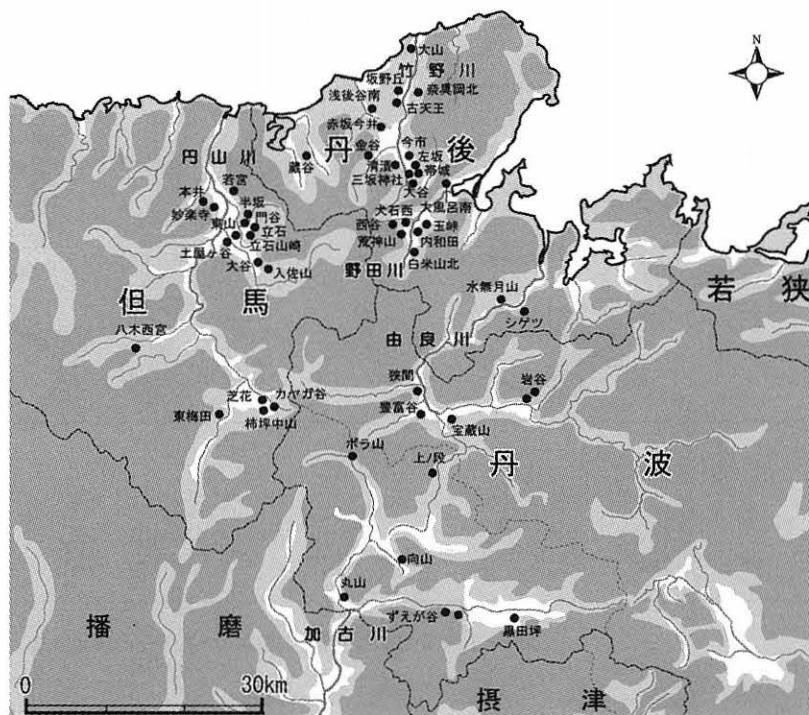 N
大山
竹野川
坂野丘
奈具岡北
浅後谷南
古天王
赤坂今井
丹後
金谷
今市
左坂
円山川
蔵谷
帯城
三坂神社
大谷
若宮
本井
半坂
妙楽寺
門谷
東山
立石
立石山崎
土屋ヶ谷
大谷
入佐山
大風呂南
犬石西
西谷
玉峠
荒神山
内和田
野田川
白米山北
水無月山
若狭
シゲツ
但馬
八木西宮
由良川
狭間
岩谷
芝花
カヤガ谷
東梅田
柿坪中山
豊富谷
宝蔵山
ボラ山
上ノ段
丹波
向山
丸山
ずえが谷
黒田坪
播磨
加古川
摂津
0
30km